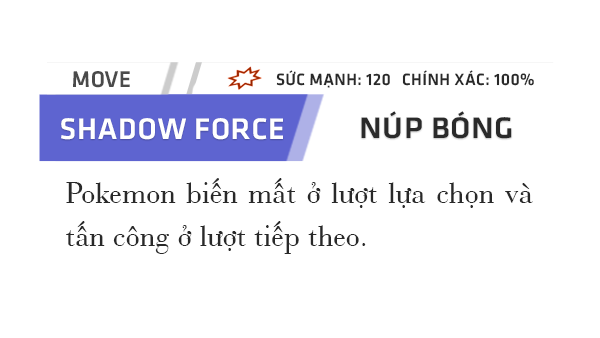 MOVE SỨC MẠNH: 120 CHÍNH XÁC: 100%
SHADOW FORCE NÚP BÓNG
Pokemon biến mất ở lượt lựa chọn và
tấn công ở lượt tiếp theo.